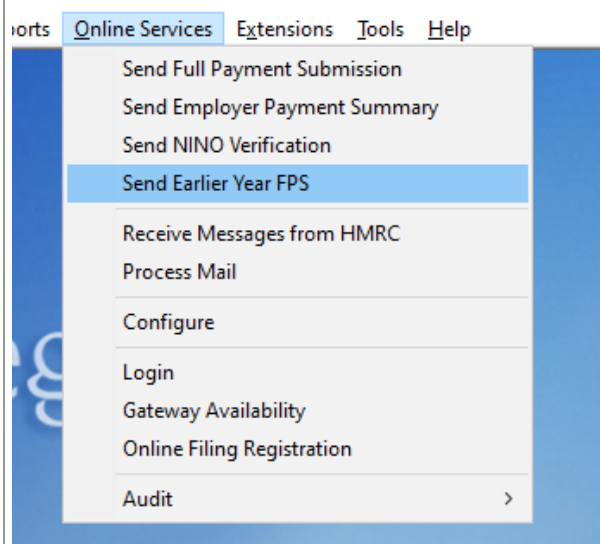 orts Online Services Extensions Tools Help
Send Full Payment Submission
Send Employer Payment Summary
Send NINO Verification
Send Earlier Year FPS
Receive Messages from HMRC
Process Mail
Configure
Login
Gateway Availability
Online Filing Registration
Audit
eg